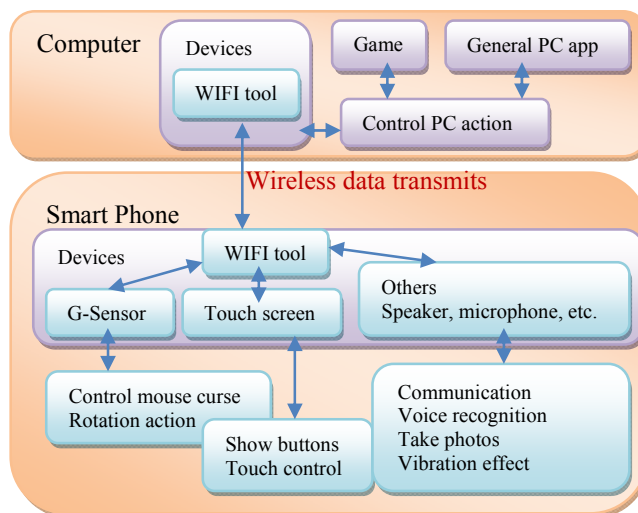 Computer
Devices
WIFI tool
Game
General PC app
Control PC action
Wireless data transmits
Smart Phone
Devices
WIFI tool
G-Sensor
Touch screen
Others
Speaker, microphone, etc.
Control mouse curse
Rotation action
Show buttons
Touch control
Communication
Voice recognition
Take photos
Vibration effect